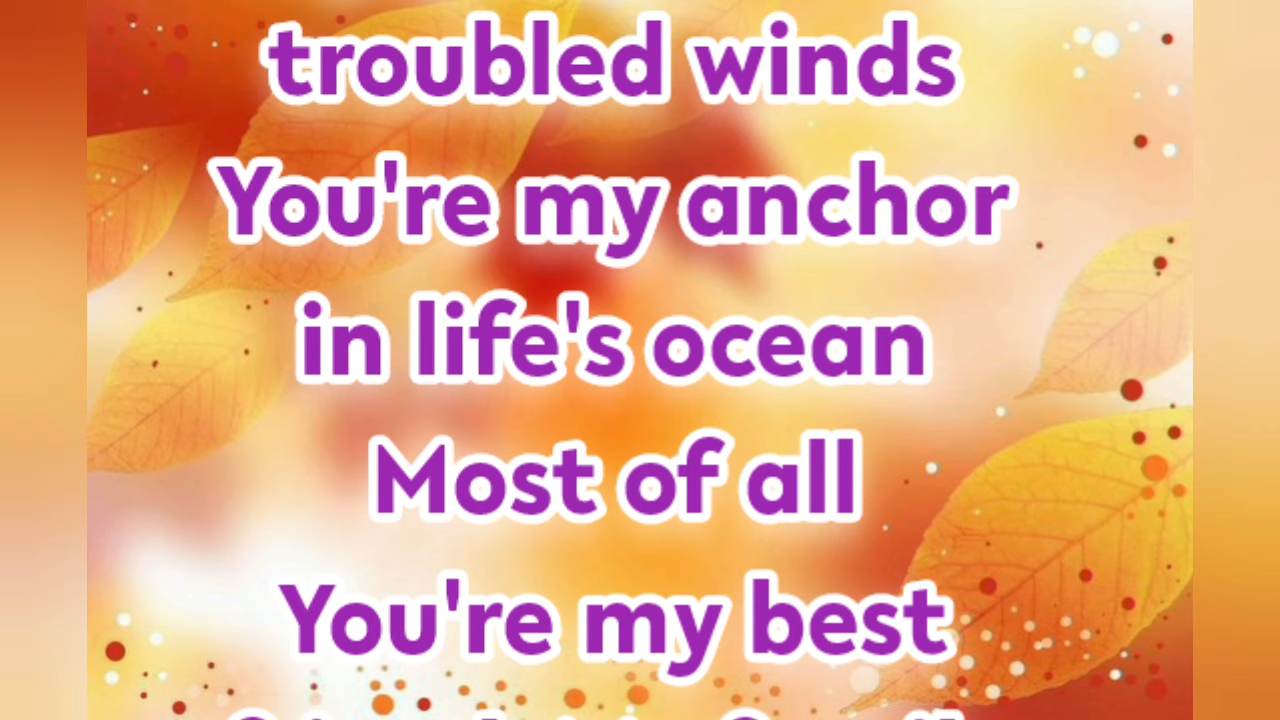 troubled winds
You're my anchor
in life's ocean
Most of all
You're my best